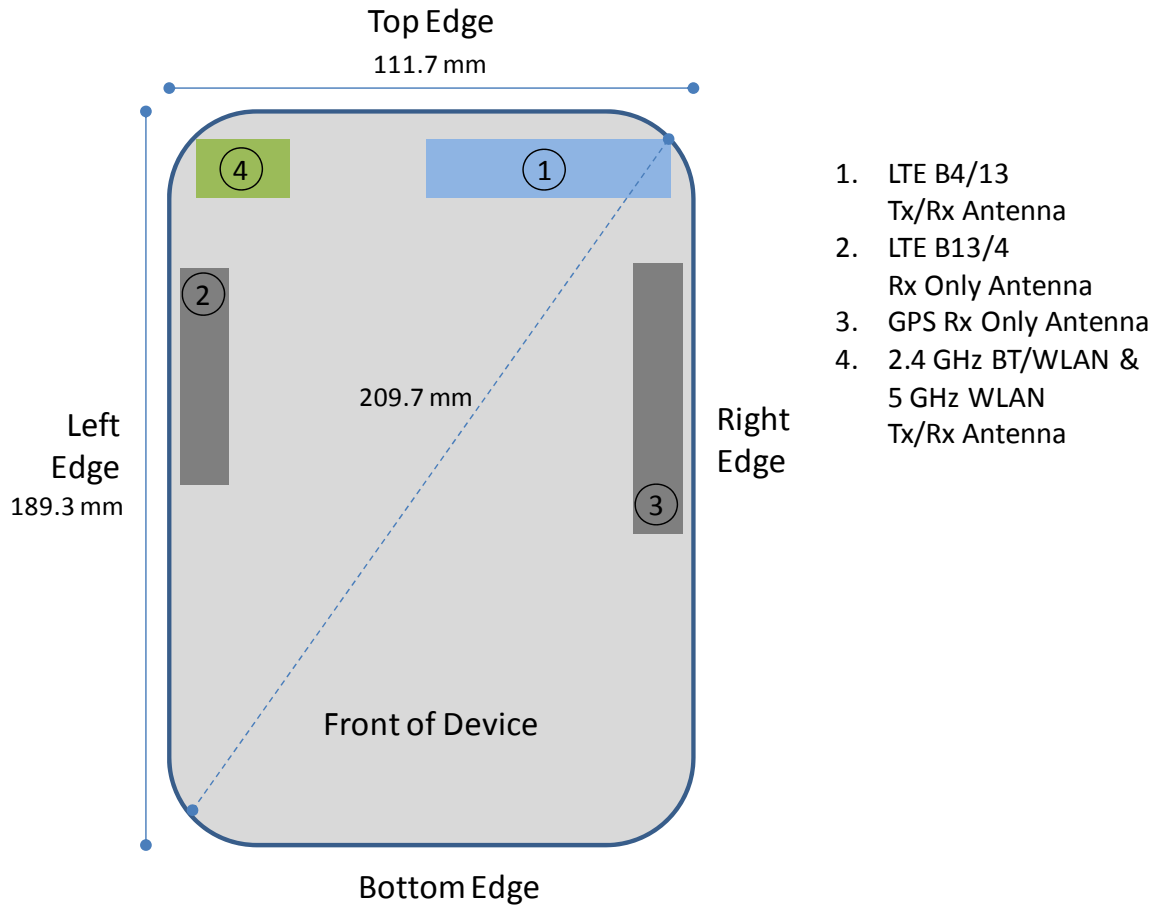 Top Edge
111.7 mm
4
1
2
209.7 mm
Left
Edge
189.3 mm
Right
Edge
3
Front of Device
Bottom Edge
1. LTE B4/13
Tx/Rx Antenna
2. LTE B13/4
Rx Only Antenna
3. GPS Rx Only Antenna
4. 2.4 GHz BT/WLAN &
5 GHz WLAN
Tx/Rx Antenna